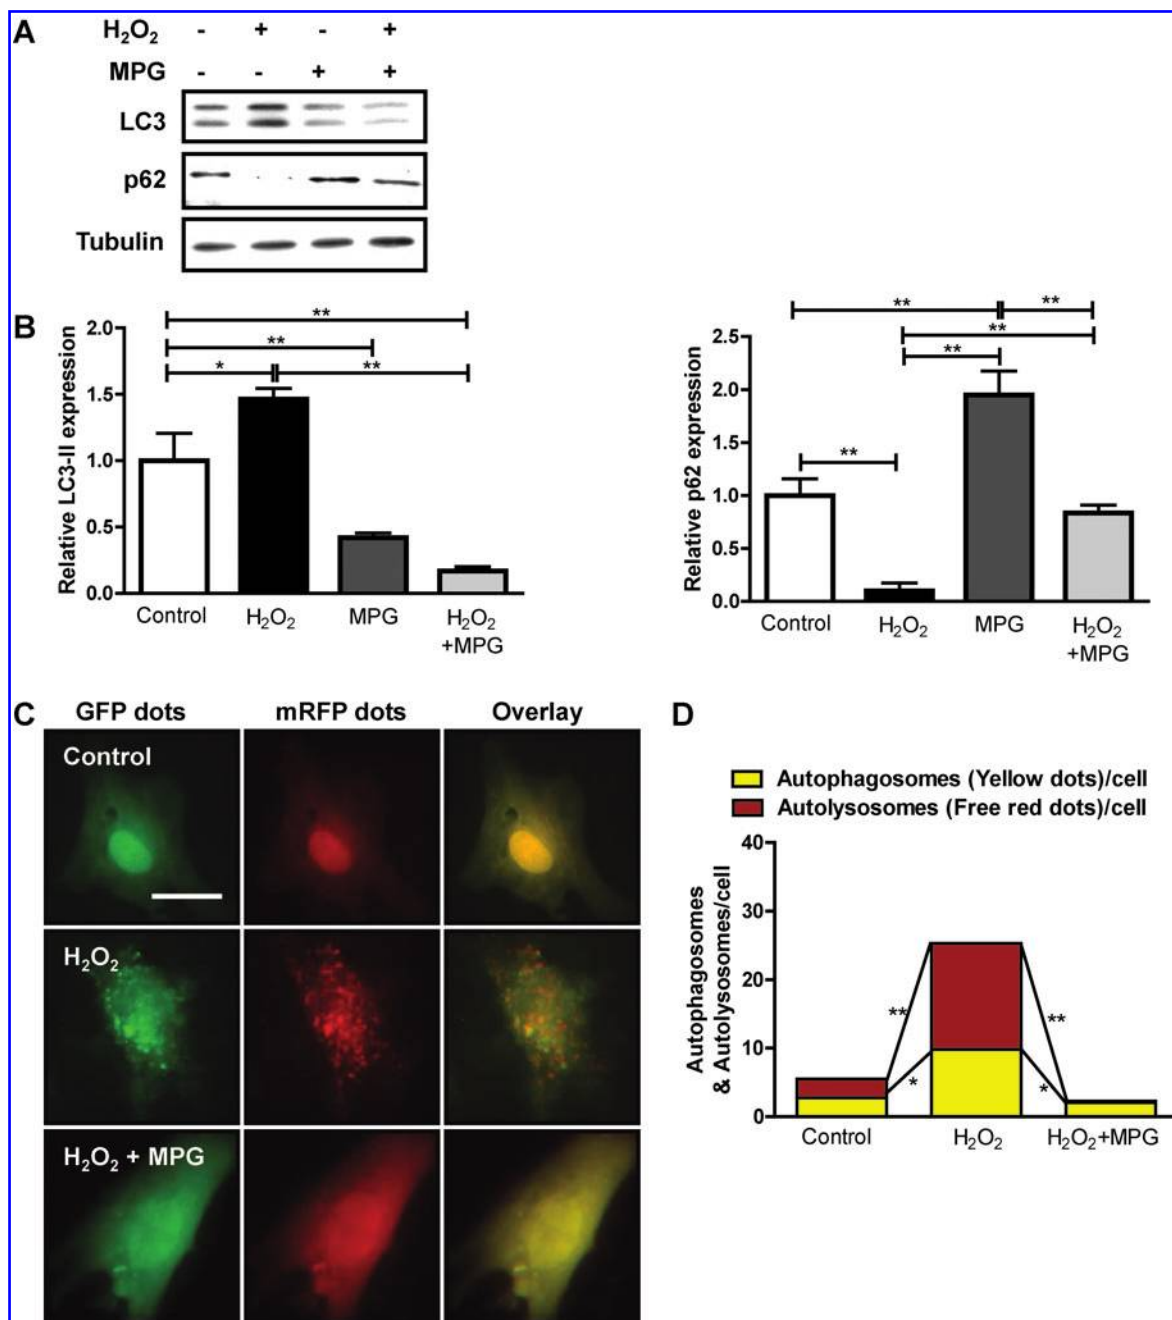 A
H₂O₂ - + - +
MPG - - + +
LC3
p62
Tubulin
B
Relative LC3-II expression
2.0
1.5
1.0
0.5
0.0
**
**
* **
Control H₂O₂ MPG H₂O₂
+MPG
Relative p62 expression
2.5
2.0
1.5
1.0
0.5
0.0
** **
**
**
**
Control H₂O₂ MPG H₂O₂
+MPG
C
GFP dots mRFP dots Overlay
Control
H₂O₂
H₂O₂ + MPG
D
Autophagosomes (Yellow dots)/cell
Autolysosomes (Free red dots)/cell
Autophagosomes
& Autolysosomes/cell
40
30
20
10
0
** **
* *
Control H₂O₂ H₂O₂+MPG